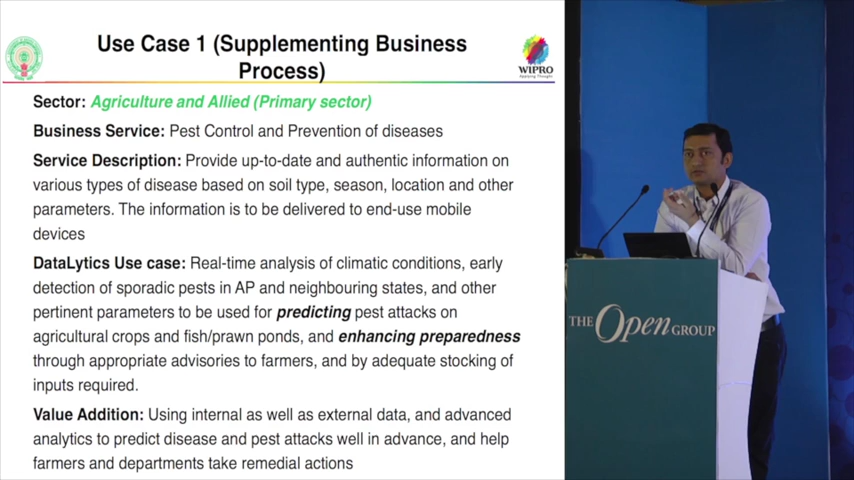 Use Case 1 (Supplementing Business
Process)
WIPRO
Applying Thought
Sector: Agriculture and Allied (Primary sector)
Business Service: Pest Control and Prevention of diseases
Service Description: Provide up-to-date and authentic information on
various types of disease based on soil type, season, location and other
parameters. The information is to be delivered to end-use mobile
devices
DataLytics Use case: Real-time analysis of climatic conditions, early
detection of sporadic pests in AP and neighbouring states, and other
pertinent parameters to be used for predicting pest attacks on
agricultural crops and fish/prawn ponds, and enhancing preparedness
through appropriate advisories to farmers, and by adequate stocking of
inputs required.
Value Addition: Using internal as well as external data, and advanced
analytics to predict disease and pest attacks well in advance, and help
farmers and departments take remedial actions
THE Open GROUP